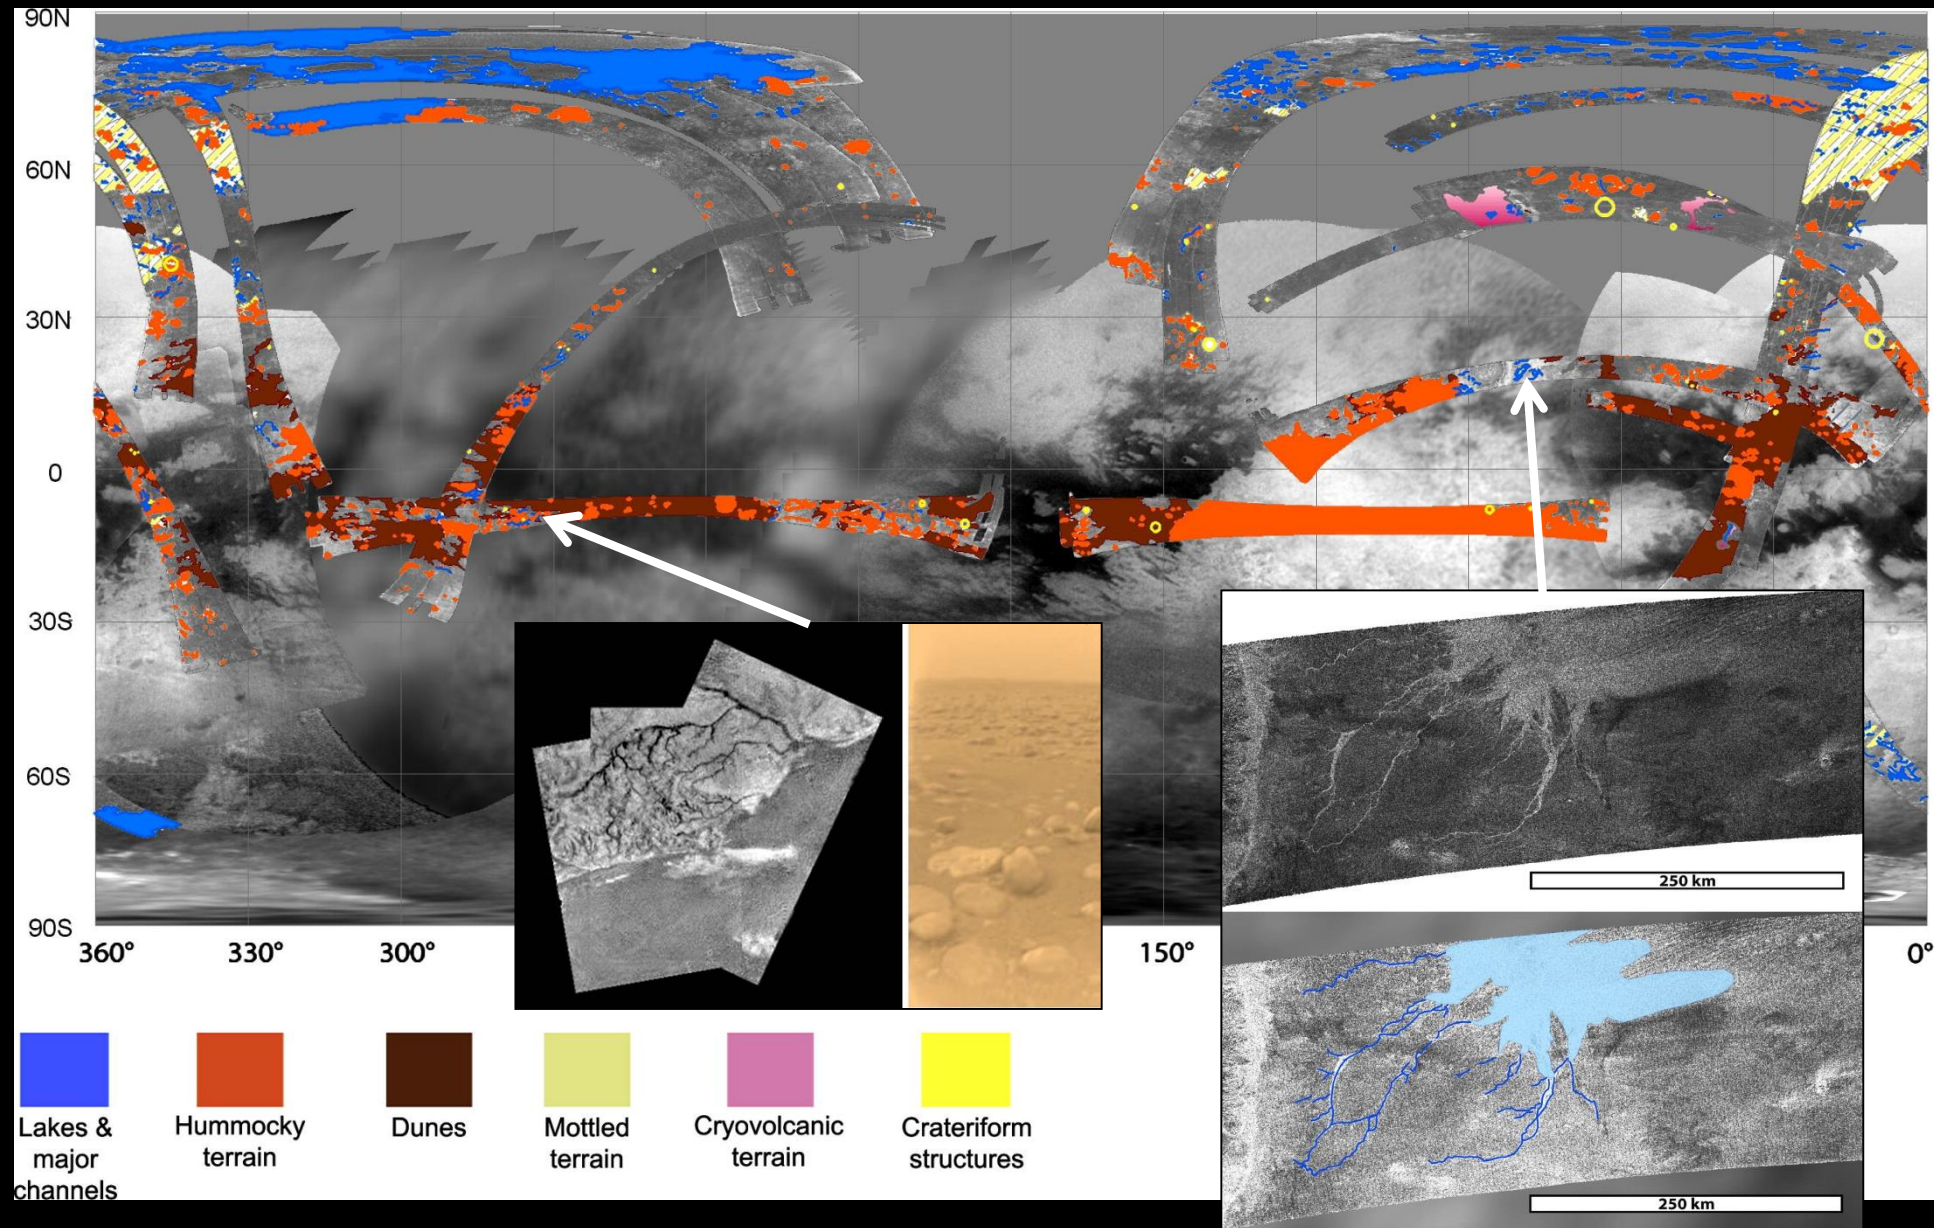 90N
60N
30N
0
30S
60S
90S
360°
330°
300°
150°
0°
250 km
250 km
Lakes &
major
channels
Hummocky
terrain
Dunes
Mottled
terrain
Cryovolcanic
terrain
Crateriform
structures